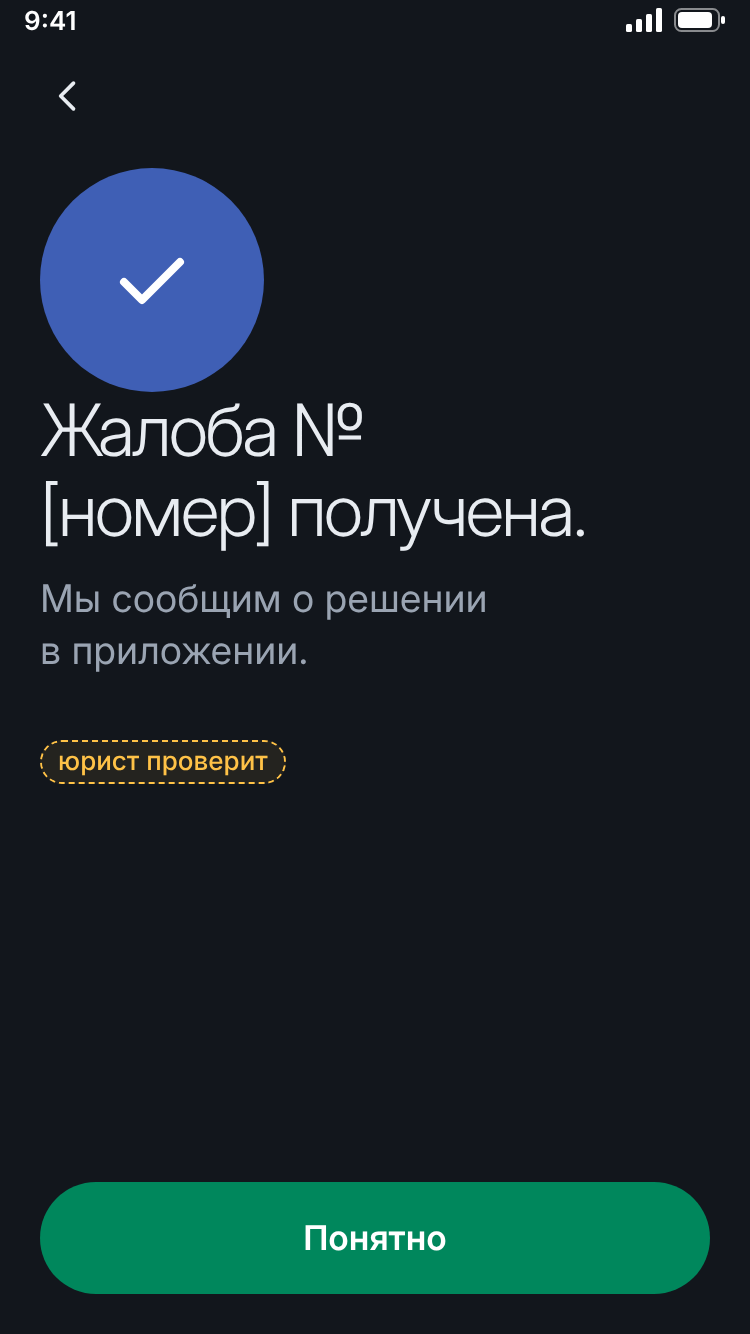 9:41
Жалоба №
[номер] получена.
Мы сообщим о решении
в приложении.
юрист проверит
Понятно